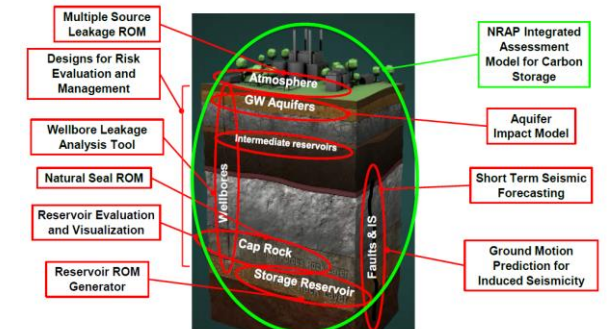 Multiple Source
Leakage ROM
Designs for Risk
Evaluation and
Management
Wellbore Leakage
Analysis Tool
Natural Seal ROM
Reservoir Evaluation
and Visualization
Reservoir ROM
Generator
Atmosphere
GW Aquifers
Intermediate reservoirs
Wellbores
Cap Rock
Storage Reservoir
Faults & IS
NRAP Integrated
Assessment
Model for Carbon
Storage
Aquifer
Impact Model
Short Term Seismic
Forecasting
Ground Motion
Prediction for
Induced Seismicity